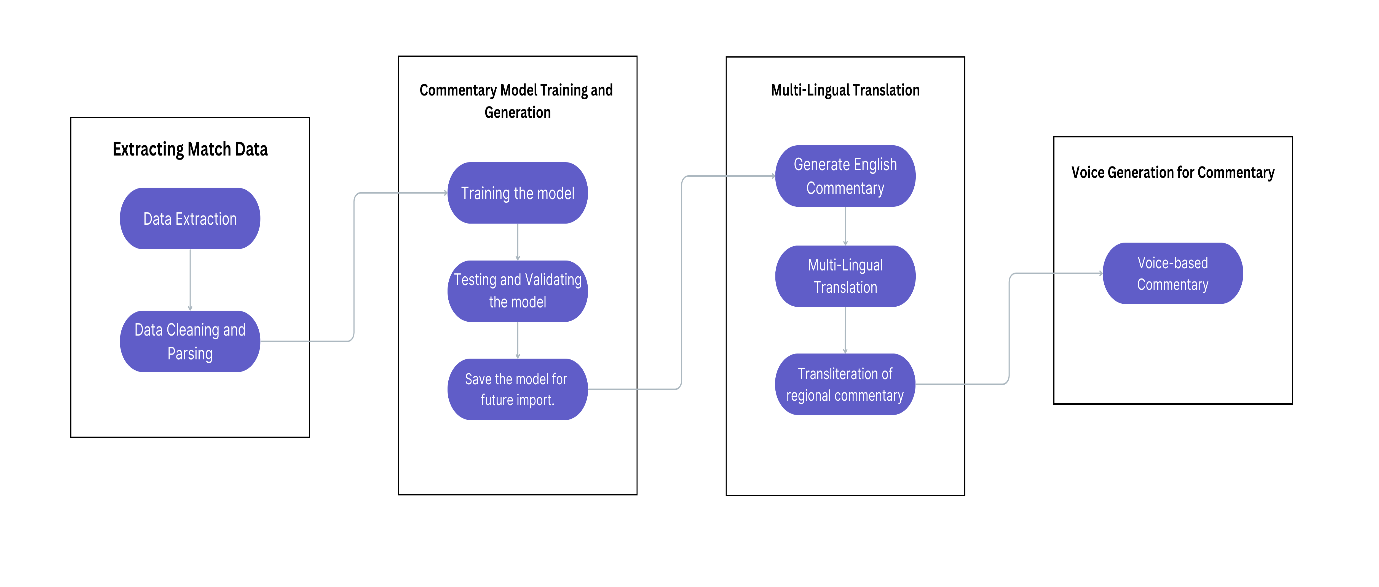 Extracting Match Data
Data Extraction
Data Cleaning and
Parsing
Commentary Model Training and
Generation
Training the model
Testing and Validating
the model
Save the model for
future import.
Multi-Lingual Translation
Generate English
Commentary
Multi-Lingual
Translation
Transliteration of
regional commentary
Voice Generation for Commentary
Voice-based
Commentary